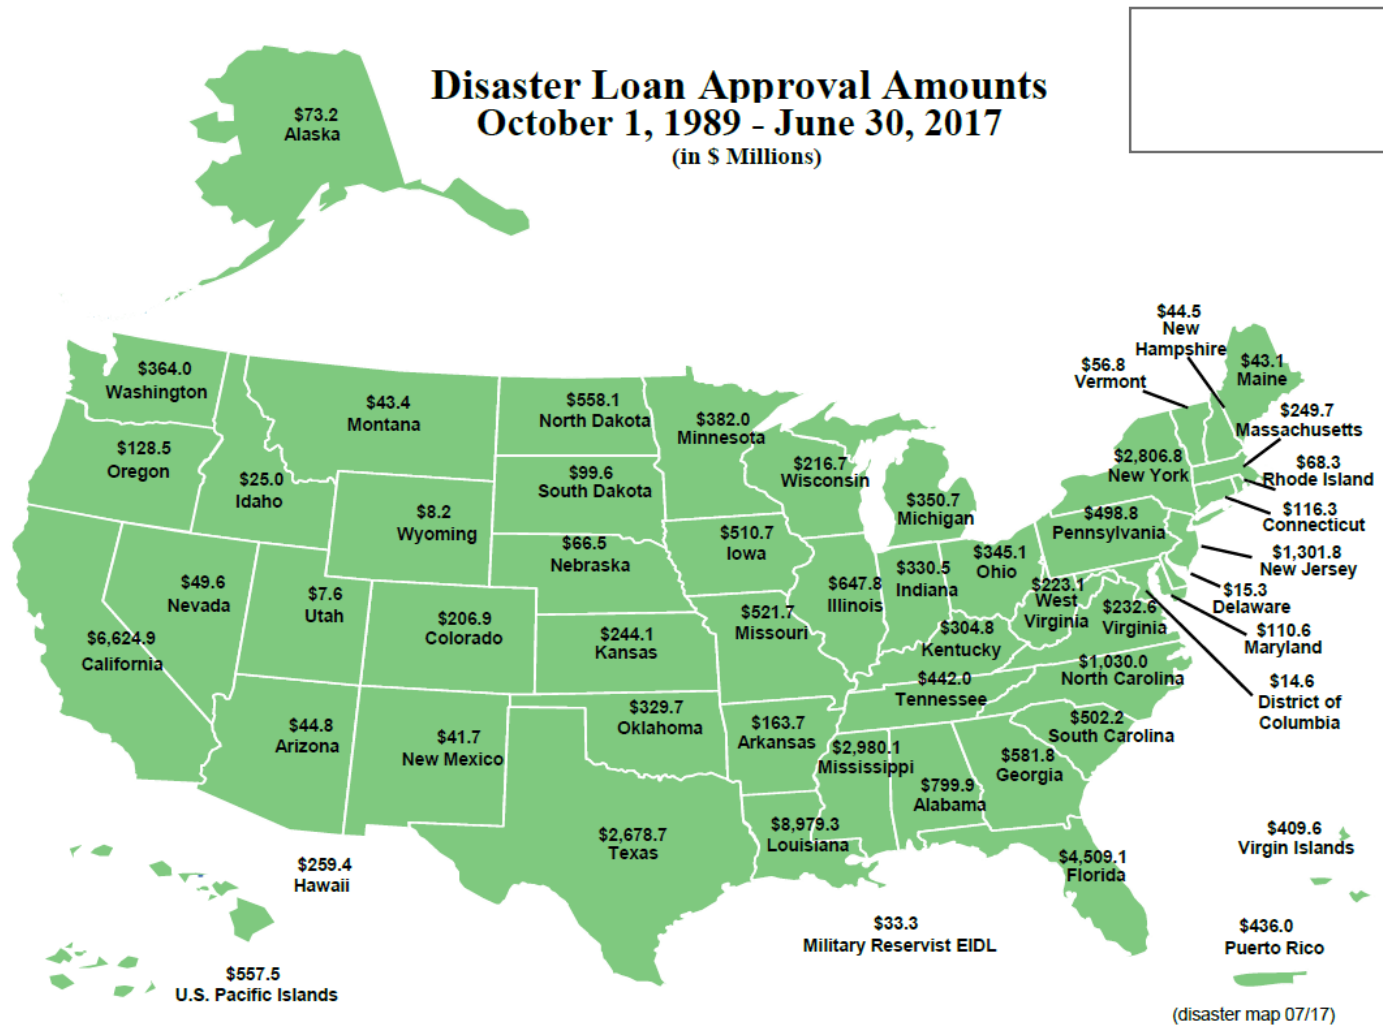 Disaster Loan Approval Amounts
October 1, 1989 - June 30, 2017
(in $ Millions)
$73.2
Alaska
$44.5
New
Hampshire
$43.1
Maine
$56.8
Vermont
$364.0
Washington
$43.4
Montana
$558.1
North Dakota
$382.0
Minnesota
$249.7
Massachusetts
$128.5
Oregon
$25.0
Idaho
$99.6
South Dakota
$216.7
Wisconsin
$2,806.8
New York
$68.3
Rhode Island
$8.2
Wyoming
$350.7
Michigan
$498.8
Pennsylvania
$116.3
Connecticut
$66.5
Nebraska
$510.7
Iowa
$345.1
Ohio
$1,301.8
New Jersey
$49.6
Nevada
$7.6
Utah
$647.8
Illinois
$330.5
Indiana
$223.1
West
Virginia
$232.6
Virginia
$15.3
Delaware
$6,624.9
California
$206.9
Colorado
$244.1
Kansas
$521.7
Missouri
$304.8
Kentucky
$110.6
Maryland
$442.0
Tennessee
$1,030.0
North Carolina
$14.6
District of
Columbia
$44.8
Arizona
$41.7
New Mexico
$329.7
Oklahoma
$163.7
Arkansas
$502.2
South Carolina
$2,980.1
Mississippi
$799.9
Alabama
$581.8
Georgia
$2,678.7
Texas
$8,979.3
Louisiana
$4,509.1
Florida
$409.6
Virgin Islands
$259.4
Hawaii
$33.3
Military Reservist EIDL
$436.0
Puerto Rico
$557.5
U.S. Pacific Islands
(disaster map 07/17)